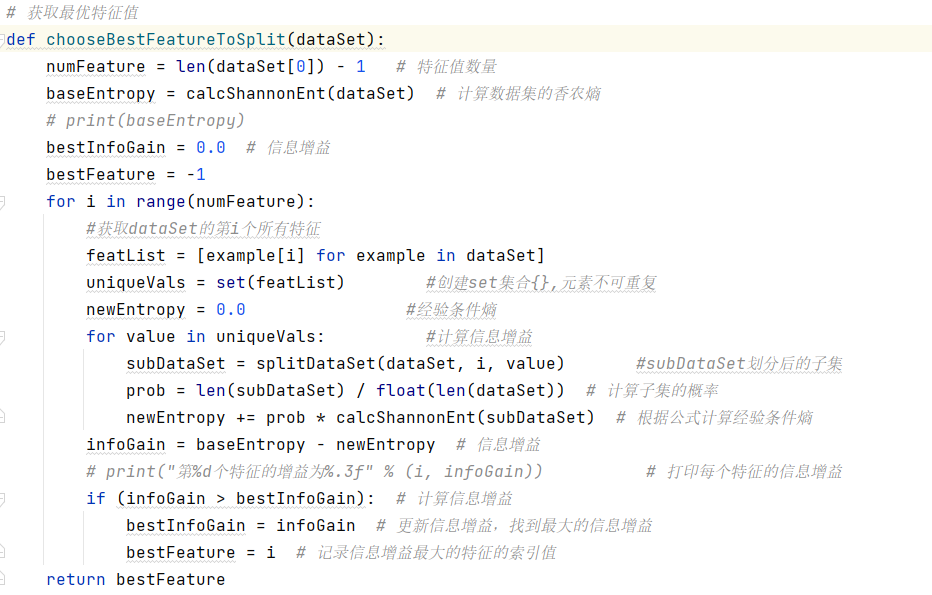 # 获取最优特征值
def chooseBestFeatureToSplit(dataSet):
    numFeature = len(dataSet[0]) - 1   # 特征值数量
    baseEntropy = calcShannonEnt(dataSet)  # 计算数据集的香农熵
    # print(baseEntropy)
    bestInfoGain = 0.0  # 信息增益
    bestFeature = -1
    for i in range(numFeature):
        #获取dataSet的第i个所有特征
        featList = [example[i] for example in dataSet]
        uniqueVals = set(featList)        #创建set集合{},元素不可重复
        newEntropy = 0.0                #经验条件熵
        for value in uniqueVals:          #计算信息增益
            subDataSet = splitDataSet(dataSet, i, value)       #subDataSet划分后的子集
            prob = len(subDataSet) / float(len(dataSet))  # 计算子集的概率
            newEntropy += prob * calcShannonEnt(subDataSet)  # 根据公式计算经验条件熵
        infoGain = baseEntropy - newEntropy  # 信息增益
        # print("第%d个特征的增益为%.3f" % (i, infoGain))          # 打印每个特征的信息增益
        if (infoGain > bestInfoGain):  # 计算信息增益
            bestInfoGain = infoGain  # 更新信息增益，找到最大的信息增益
            bestFeature = i  # 记录信息增益最大的特征的索引值
    return bestFeature